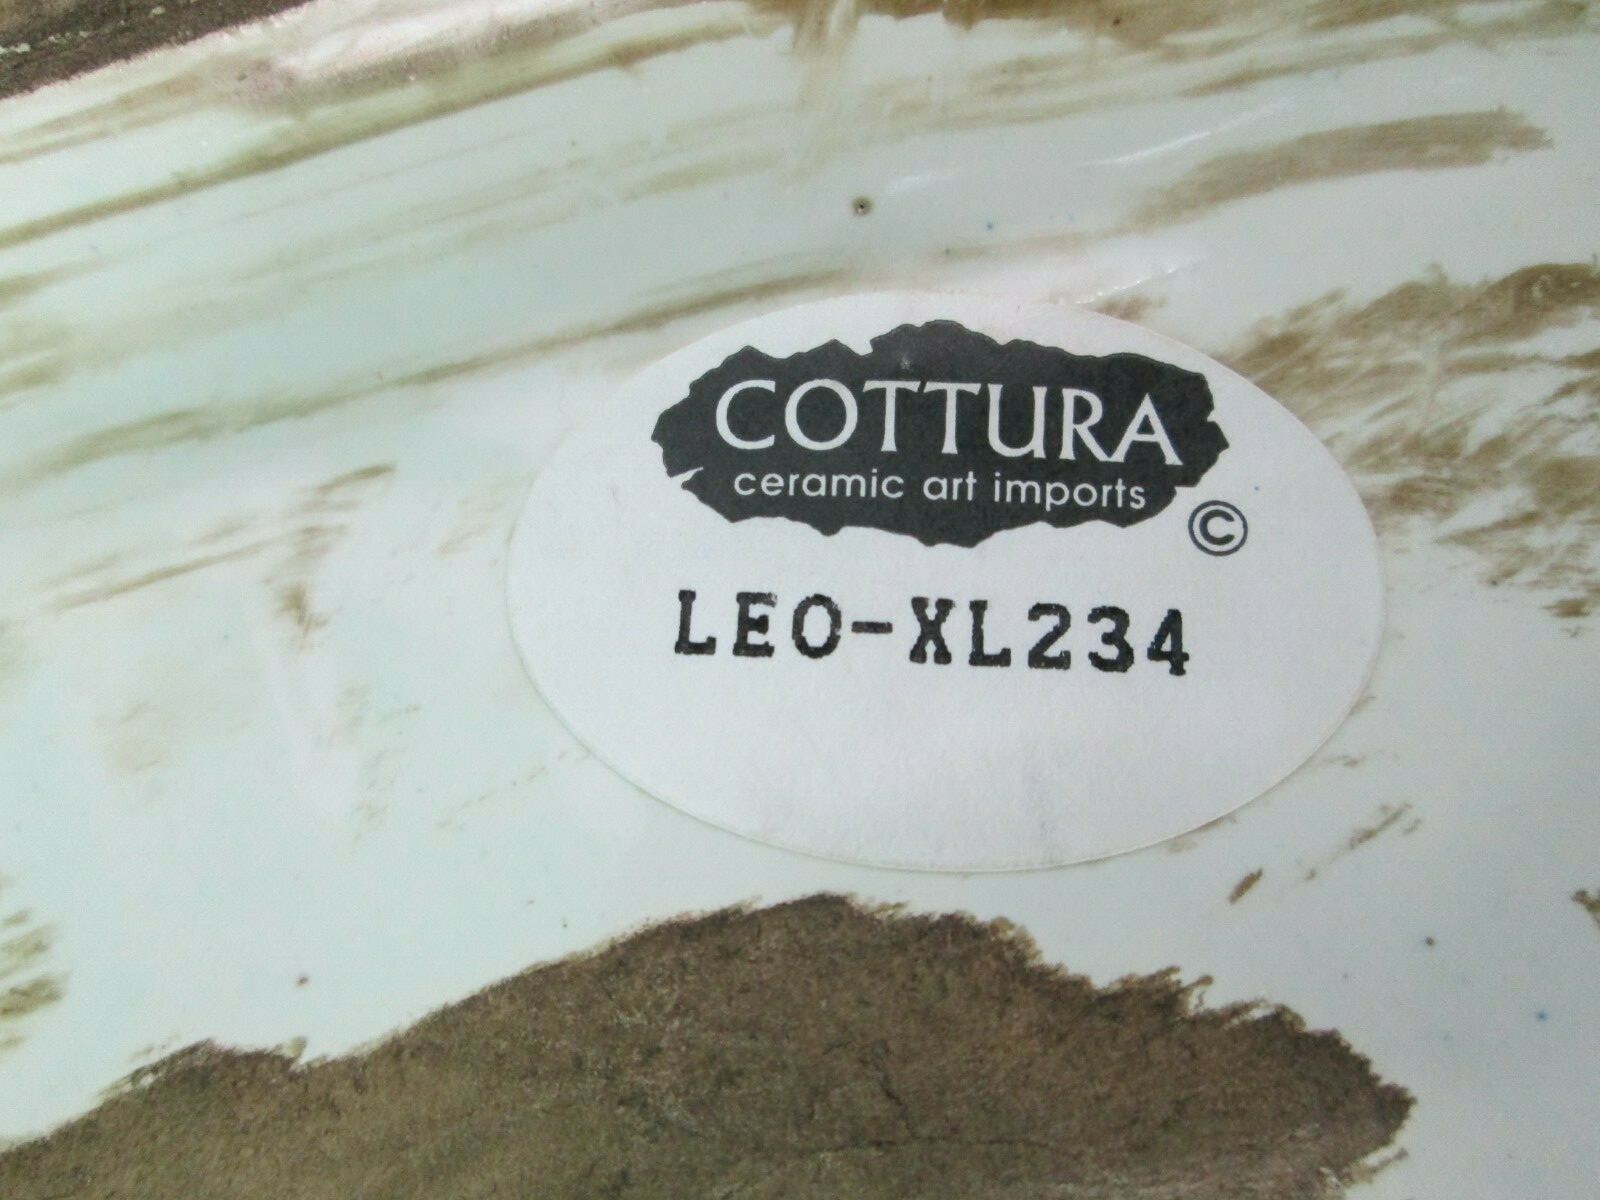 COTTURA
ceramic art imports
©
LEO-XL234